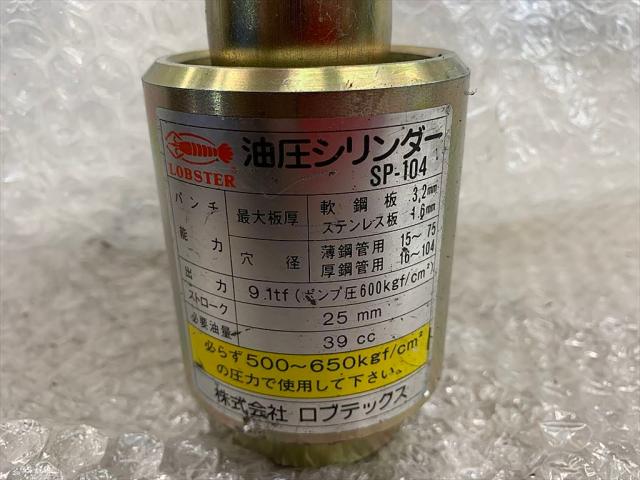 LOBSTER
油圧シリンダー
SP-104
パンチ能力 最大板厚 軟鋼板 3.2mm
ステンレス板 1.6mm
穴径 薄鋼管用 15〜75
厚鋼管用 16〜104
出力 9.1tf(ポンプ圧600kgf/cm²)
ストローク 25 mm
必要油量 39 cc
必らず500〜650kgf/cm²
の圧力で使用して下さい。
株式会社 ロブテックス